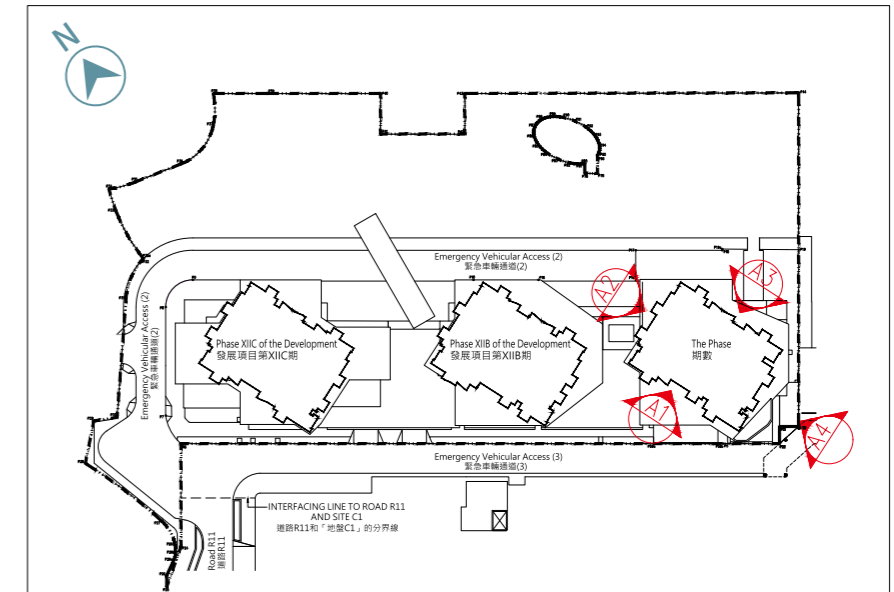 N
Emergency Vehicular Access (2)
緊急車輛通道(2)
A2
A3
Emergency Vehicular Access (2)
緊急車輛通道(2)
Phase XIIC of the Development
發展項目第XIIC期
Phase XIIB of the Development
發展項目第XIIB期
The Phase
期數
A1
A4
Emergency Vehicular Access (3)
緊急車輛通道(3)
INTERFACING LINE TO ROAD R11
AND SITE C1
道路R11和「地盤C1」的分界線
Road R11
道路R11